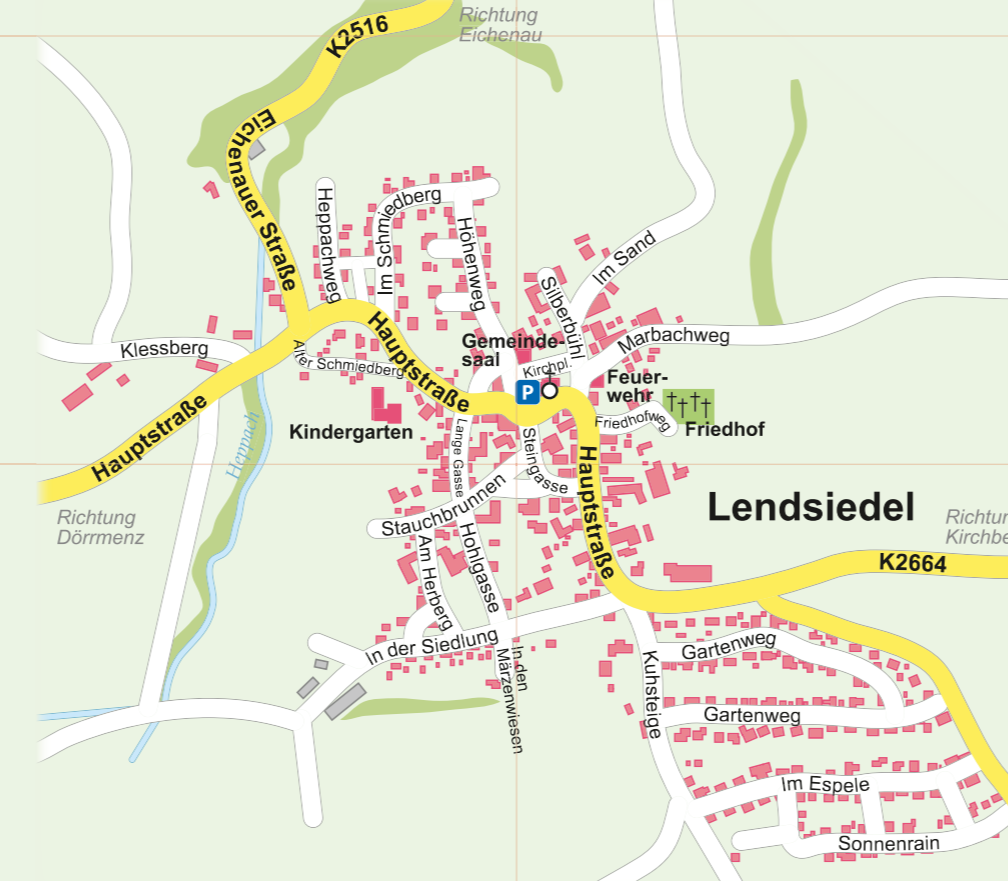 K2516
Richtung
Eichenau
Eichenauer Straße
Heppachweg
Im Schmiedberg
Höhenweg
Im Sand
Silberbühl
Marbachweg
Klessberg
Alter Schmiedberg
Hauptstraße
Gemeinde-
saal
Kirchpl.
P
Feuer-
wehr
Friedhofweg
Friedhof
Kindergarten
Hauptstraße
Heppach
Lange Gasse
Steingasse
Hauptstraße
Stauchbrunnen
Lendsiedel
Richtung
Dörrmenz
Richtun
Kirchbe
K2664
Am Herberg
Hohlgasse
In der Siedlung
In den
Märzenwiesen
Kuhsteige
Gartenweg
Gartenweg
Im Espele
Sonnenrain